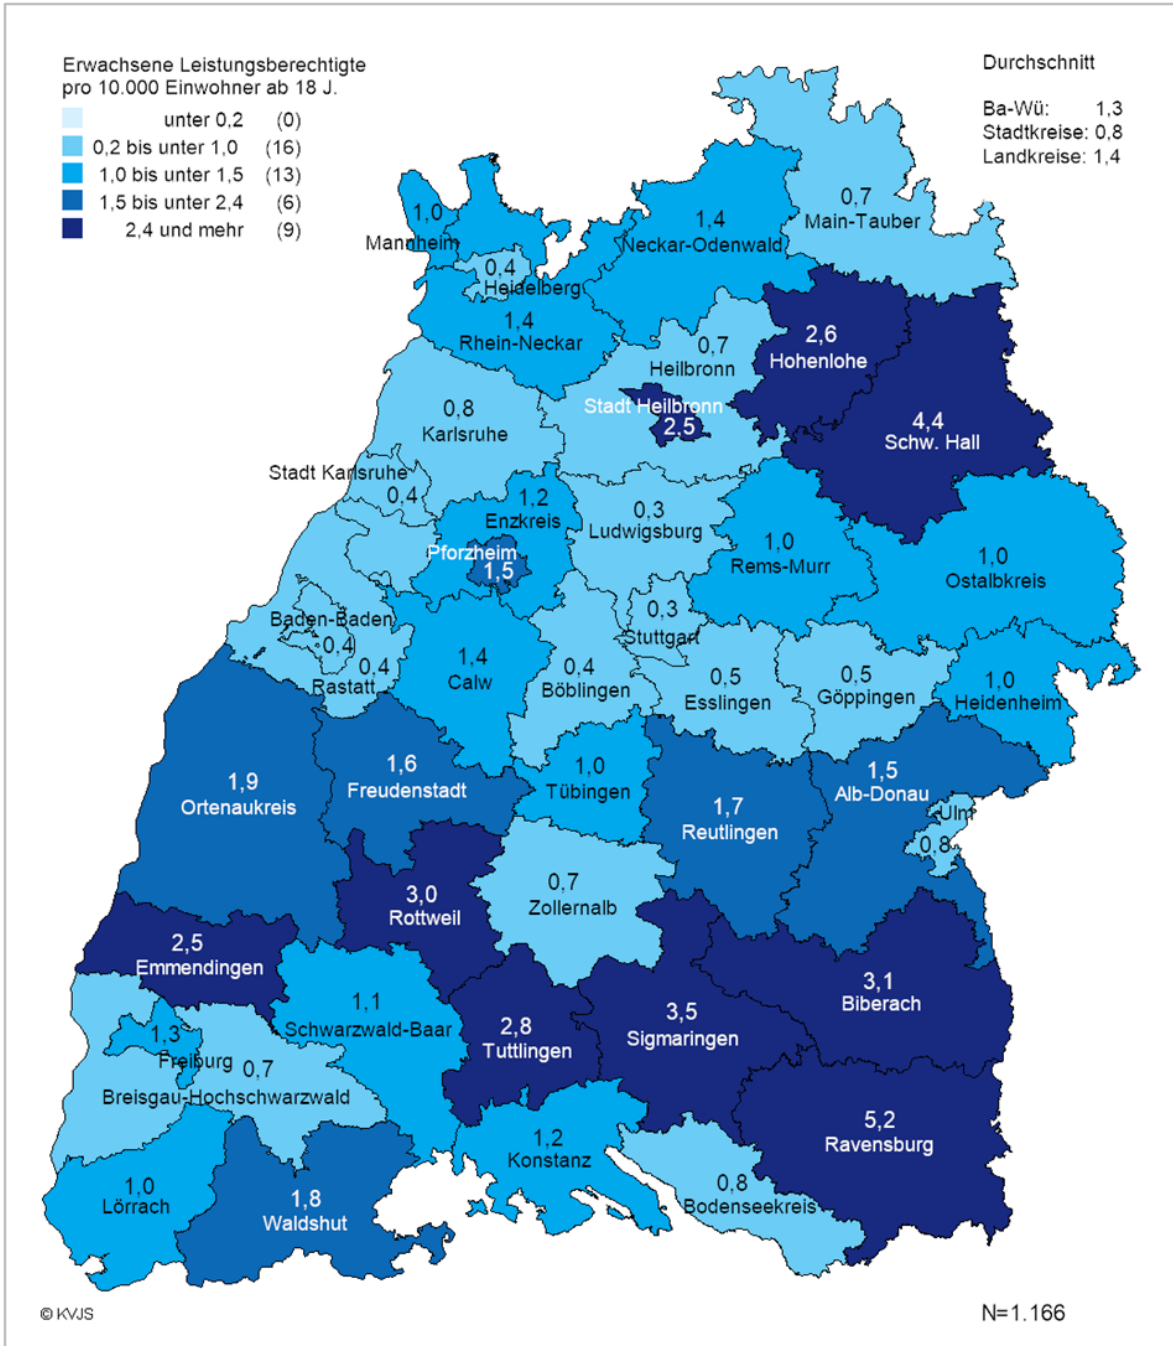 Erwachsene Leistungsberechtigte
pro 10.000 Einwohner ab 18 J.
unter 0,2 (0)
0,2 bis unter 1,0 (16)
1,0 bis unter 1,5 (13)
1,5 bis unter 2,4 (6)
2,4 und mehr (9)
Durchschnitt
Ba-Wü: 1,3
Stadtkreise: 0,8
Landkreise: 1,4
1,0
Mannheim
0,4
Heidelberg
1,4
Rhein-Neckar
1,4
Neckar-Odenwald
0,7
Main-Tauber
2,6
Hohenlohe
0,7
Heilbronn
Stadt Heilbronn
2,5
4,4
Schw. Hall
0,8
Karlsruhe
Stadt Karlsruhe
0,4
1,2
Enzkreis
Pforzheim
1,5
0,3
Ludwigsburg
1,0
Rems-Murr
1,0
Ostalbkreis
Baden-Baden
0,4
0,4
Rastatt
1,4
Calw
0,4
Böblingen
0,3
Stuttgart
0,5
Esslingen
0,5
Göppingen
1,0
Heidenheim
1,9
Ortenaukreis
1,6
Freudenstadt
1,0
Tübingen
1,7
Reutlingen
1,5
Alb-Donau
Ulm
0,8
3,0
Rottweil
0,7
Zollernalb
2,5
Emmendingen
1,1
Schwarzwald-Baar
2,8
Tuttlingen
3,5
Sigmaringen
3,1
Biberach
1,3
Freiburg
0,7
Breisgau-Hochschwarzwald
1,0
Lörrach
1,8
Waldshut
1,2
Konstanz
0,8
Bodenseekreis
5,2
Ravensburg
© KVJS
N=1.166